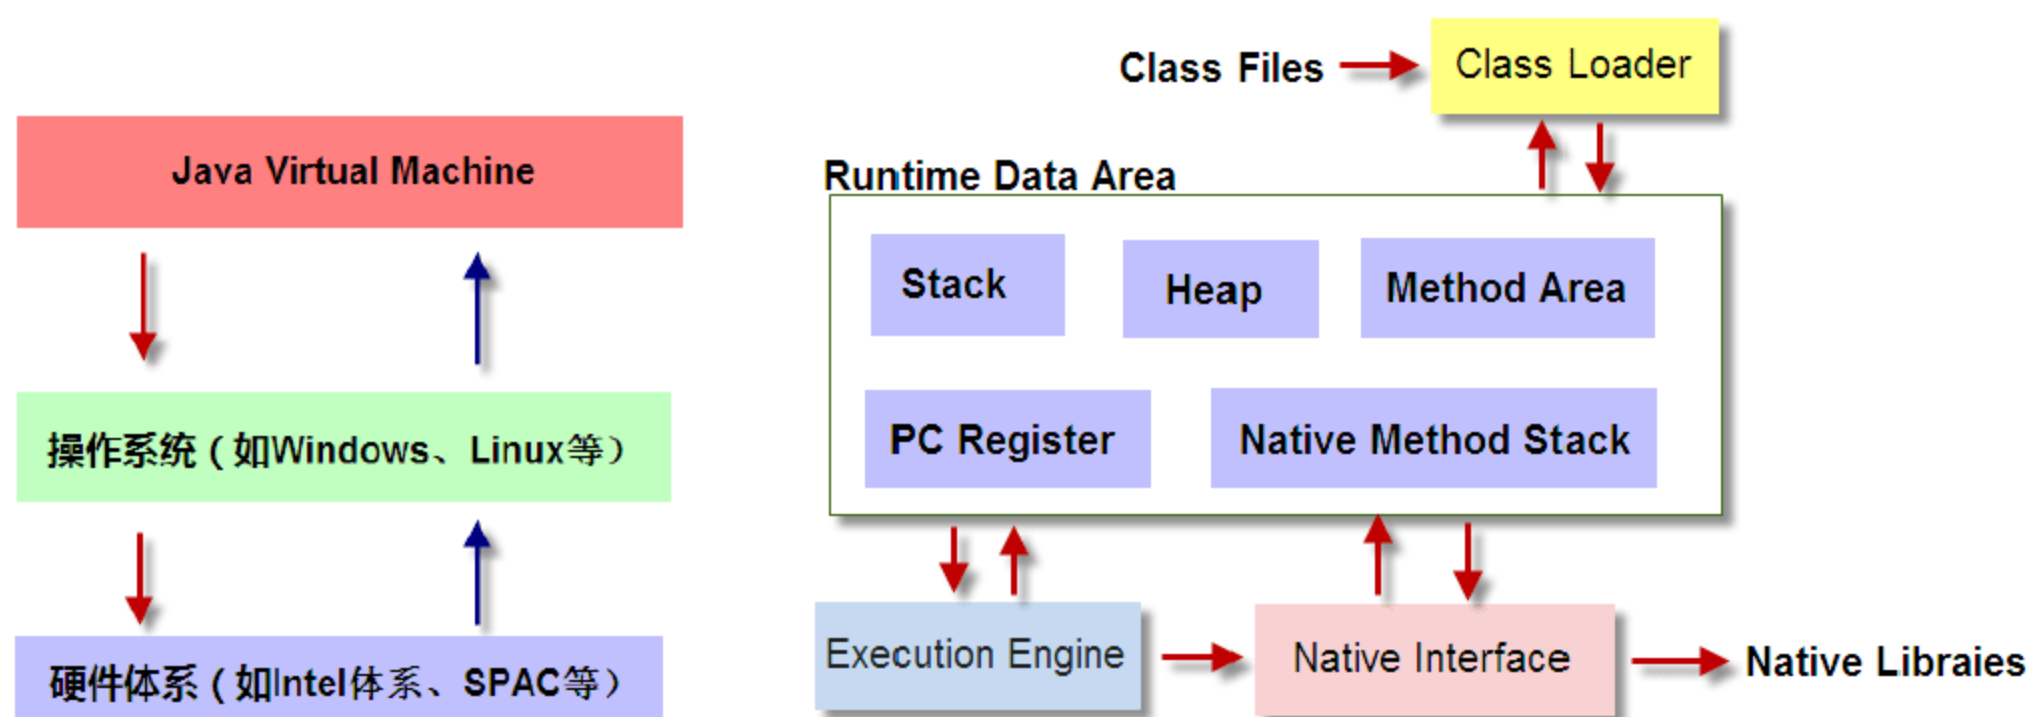 Java Virtual Machine
操作系统（如Windows、Linux等）
硬件体系（如Intel体系、SPAC等）
Class Files
Class Loader
Runtime Data Area
Stack
Heap
Method Area
PC Register
Native Method Stack
Execution Engine
Native Interface
Native Libraies